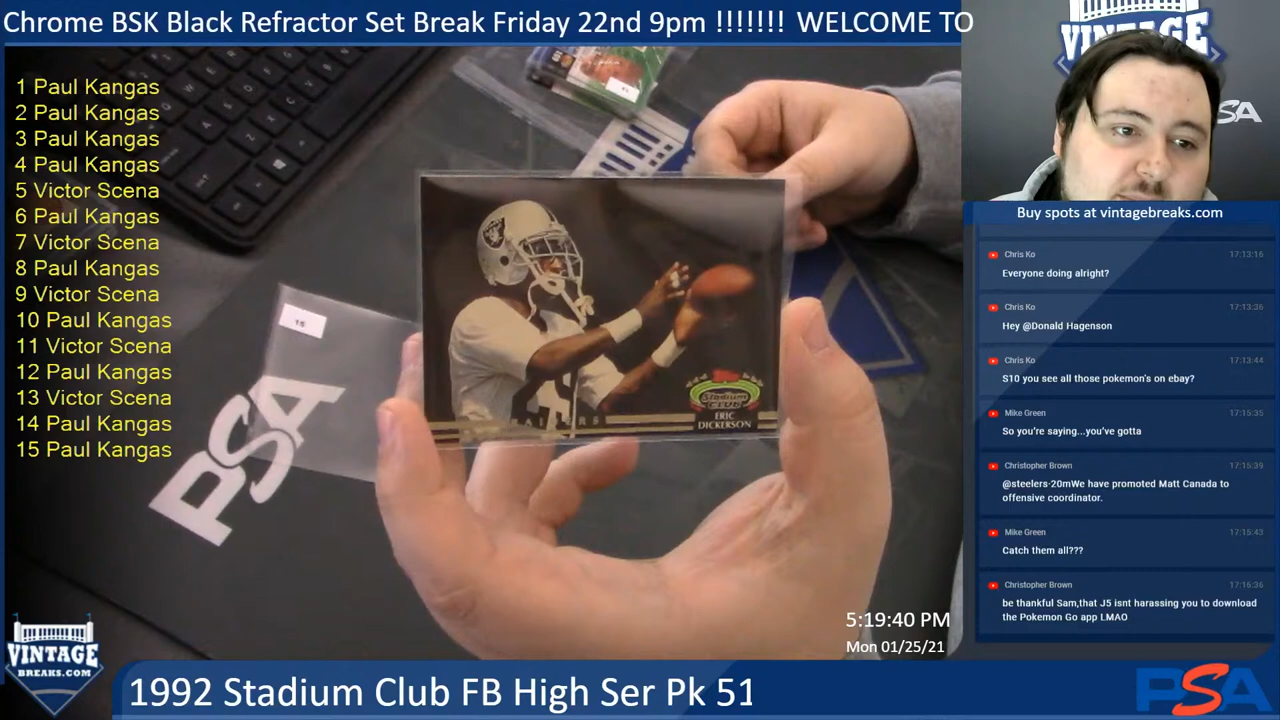 Chrome BSK Black Refractor Set Break Friday 22nd 9pm !!!!!!! WELCOME TO
1 Paul Kangas
2 Paul Kangas
3 Paul Kangas
4 Paul Kangas
5 Victor Scena
6 Paul Kangas
7 Victor Scena
8 Paul Kangas
9 Victor Scena
10 Paul Kangas
11 Victor Scena
12 Paul Kangas
13 Victor Scena
14 Paul Kangas
15 Paul Kangas
15
PSA
RAIDERS
Stadium
CLUB
ERIC
DICKERSON
VINTAGE
SA
Buy spots at vintagebreaks.com
Chris Ko 17:13:16
Everyone doing alright?
Chris Ko 17:13:36
Hey @Donald Hagenson
Chris Ko 17:13:44
S10 you see all those pokemon's on ebay?
Mike Green 17:15:35
So you're saying...you've gotta
Christopher Brown 17:15:39
@steelers-20mWe have promoted Matt Canada to
offensive coordinator.
Mike Green 17:15:43
Catch them all???
Christopher Brown 17:16:36
be thankful Sam,that J5 isnt harassing you to download
the Pokemon Go app LMAO
5:19:40 PM
Mon 01/25/21
VINTAGE
BREAKS.COM
1992 Stadium Club FB High Ser Pk 51
PSA